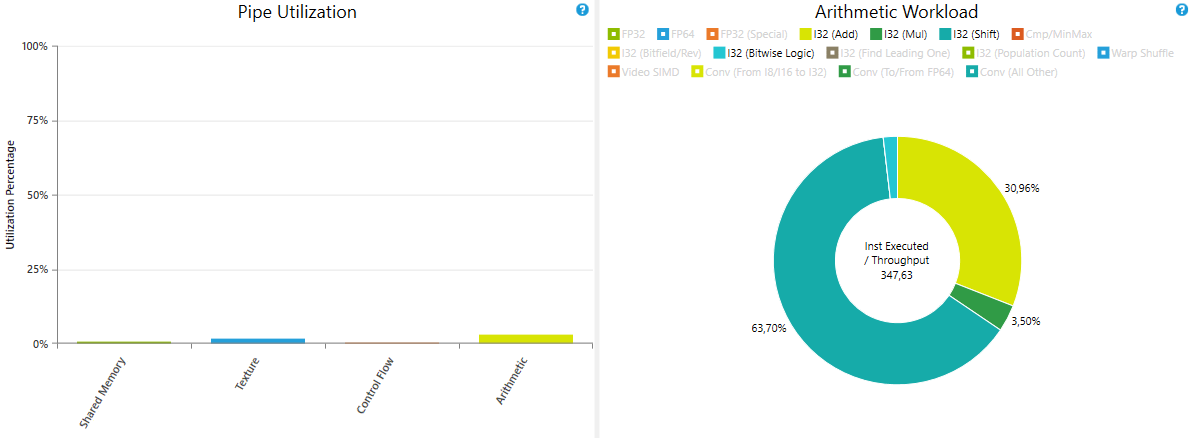 Pipe Utilization
100%
75%
50%
25%
0%
Utilization Percentage
Shared Memory
Texture
Control Flow
Arithmetic
Arithmetic Workload
FP32 FP64 FP32 (Special) I32 (Add) I32 (Mul) I32 (Shift) Cmp/MinMax
I32 (Bitfield/Rev) I32 (Bitwise Logic) I32 (Find Leading One) I32 (Population Count) Warp Shuffle
Video SIMD Conv (From I8/I16 to I32) Conv (To/From FP64) Conv (All Other)
30,96%
Inst Executed
/ Throughput
347,63
3,50%
63,70%